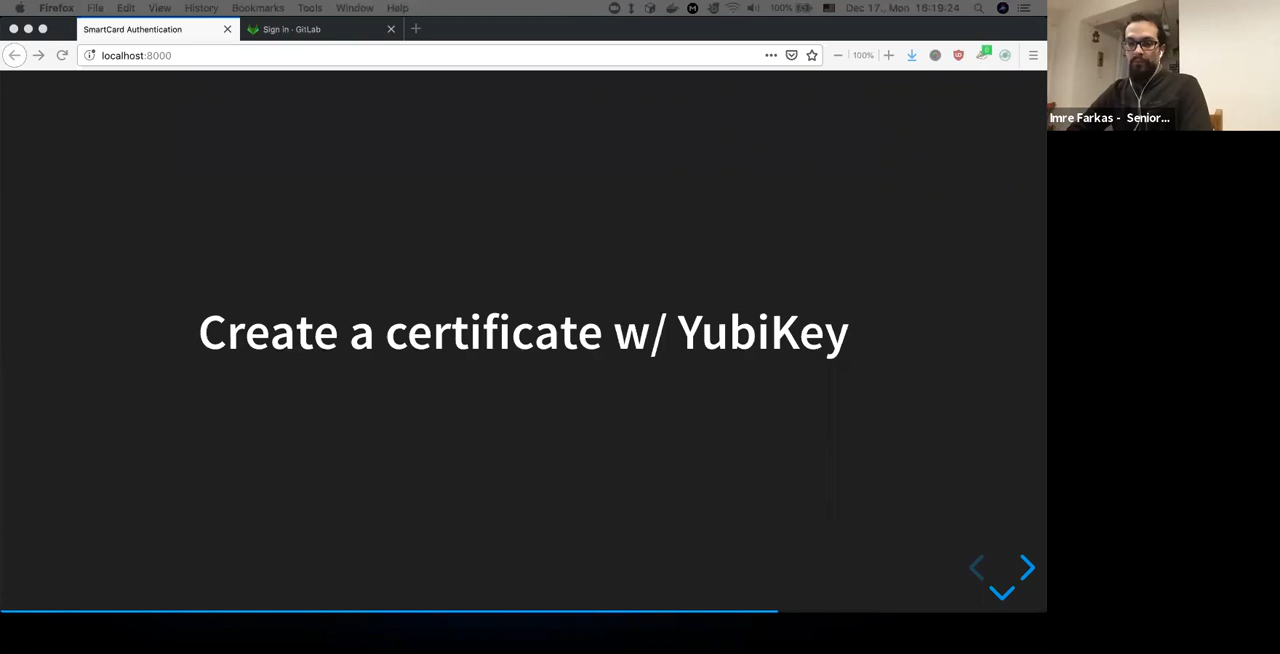 Firefox File Edit View History Bookmarks Tools Window Help 100% Dec 17., Mon 16:19:24
SmartCard Authentication Sign in · GitLab
localhost:8000 100%
Create a certificate w/ YubiKey
Imre Farkas - Senior...